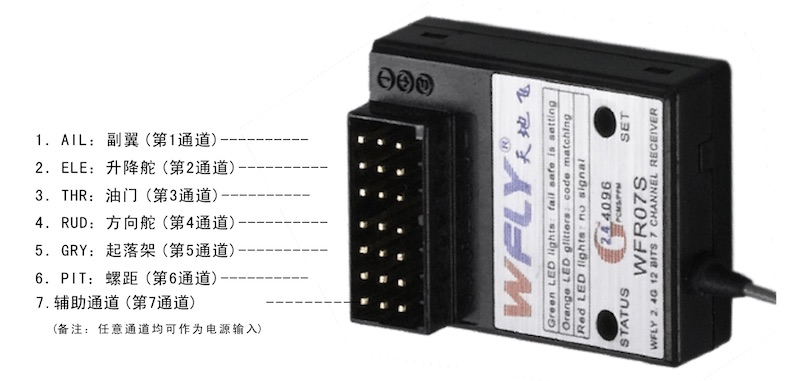 1. AIL: 副翼(第1通道)----------
2. ELE: 升降舵(第2通道)----------
3. THR: 油门(第3通道)----------
4. RUD: 方向舵(第4通道)----------
5. GRY: 起落架(第5通道)----------
6. PIT: 螺距(第6通道)----------
7. 辅助通道(第7通道) ----------
(备注: 任意通道均可作为电源输入)
WFLY® 天地飞
Green LED lights: fail safe is setting
Orange LED glitters: code matching
Red LED lights: no signal
2.4 4096
PCMS/PPM
SET
STATUS
WFR07S
WFLY 2.4G 12 BITS 7 CHANNEL RECEIVER